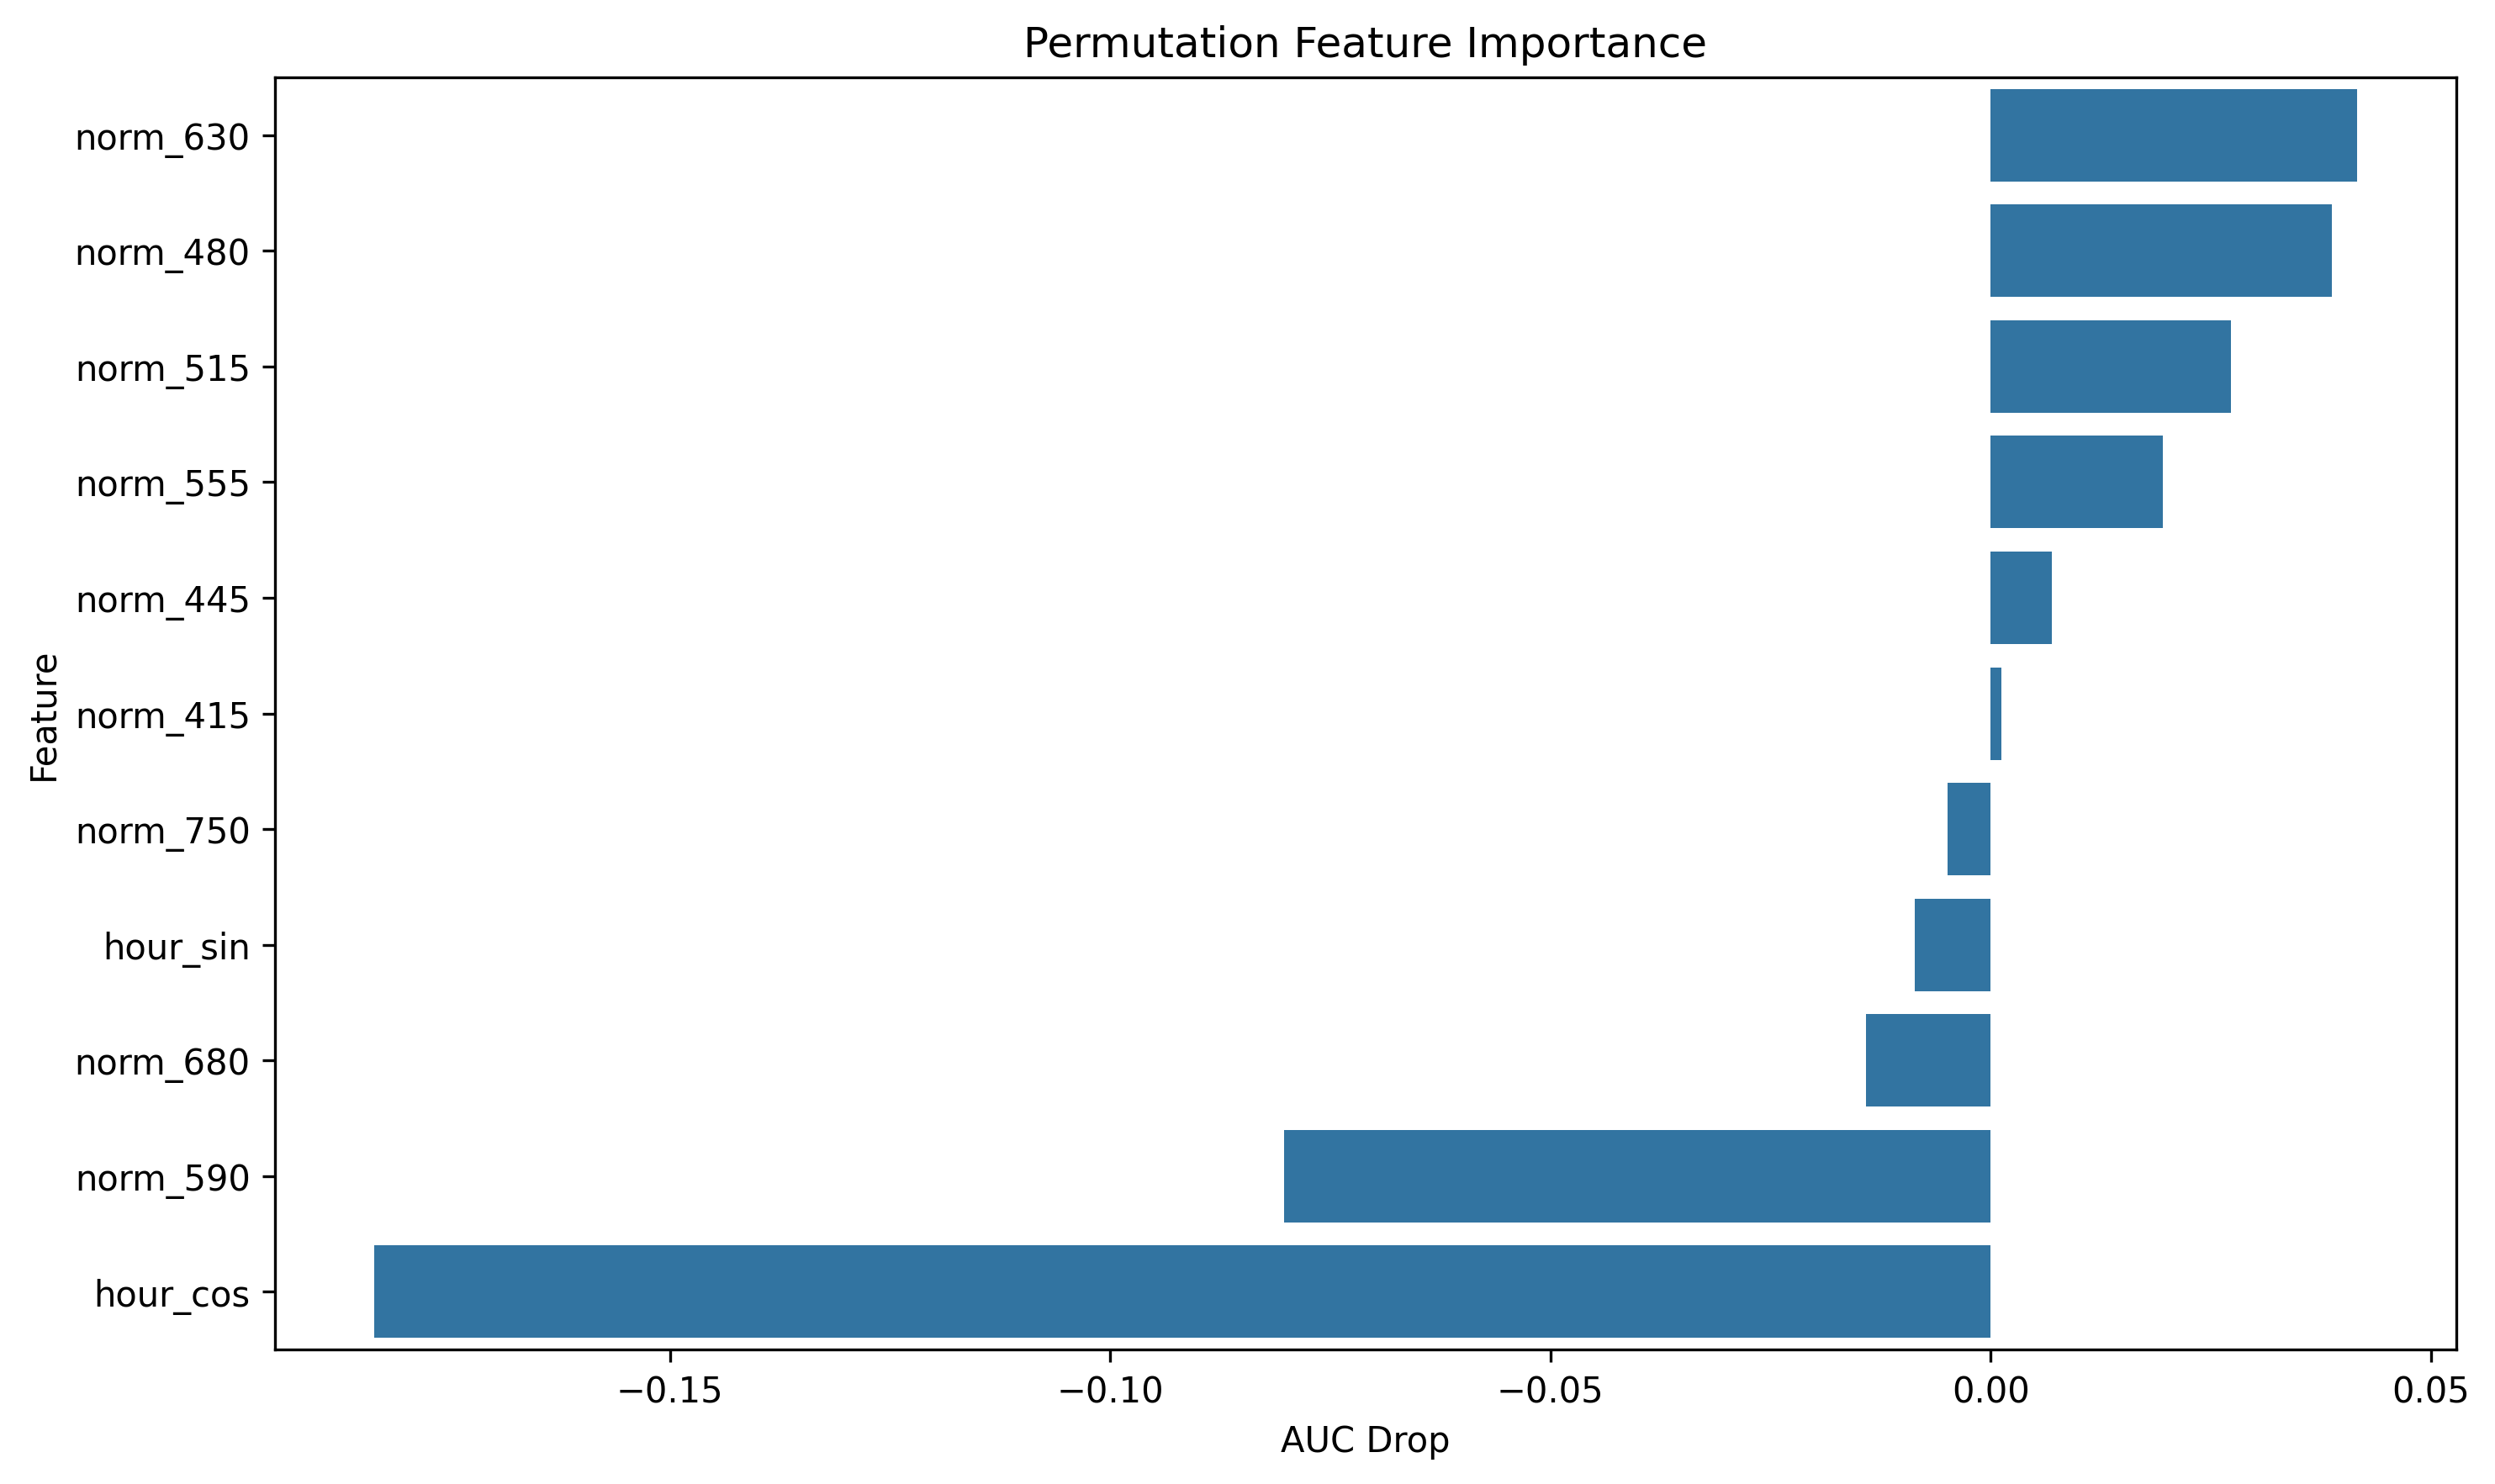 Permutation Feature Importance
Feature
norm_630
norm_480
norm_515
norm_555
norm_445
norm_415
norm_750
hour_sin
norm_680
norm_590
hour_cos
−0.15 −0.10 −0.05 0.00 0.05
AUC Drop